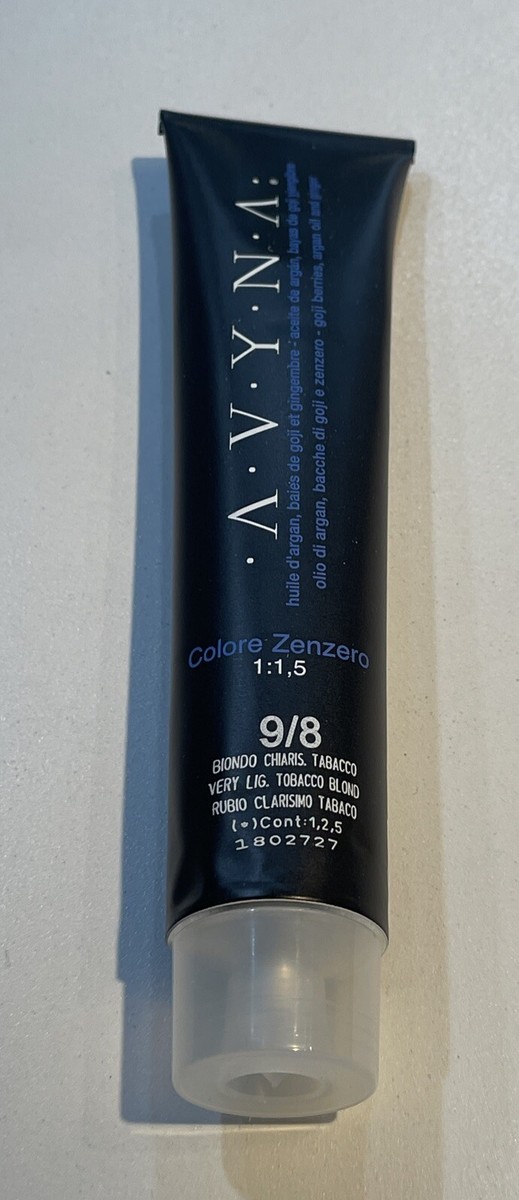 ·A·V·Y·N·A:
huile d'argan, baies de goji et gingembre - aceite de argán, bayas de goji jengibre
olio di argan, bacche di goji e zenzero - goji berries, argan oil and ginger
Colore Zenzero
1:1,5
9/8
BIONDO CHIARIS. TABACCO
VERY LIG. TOBACCO BLOND
RUBIO CLARISIMO TABACO
(*)Cont:1,2,5
1802727